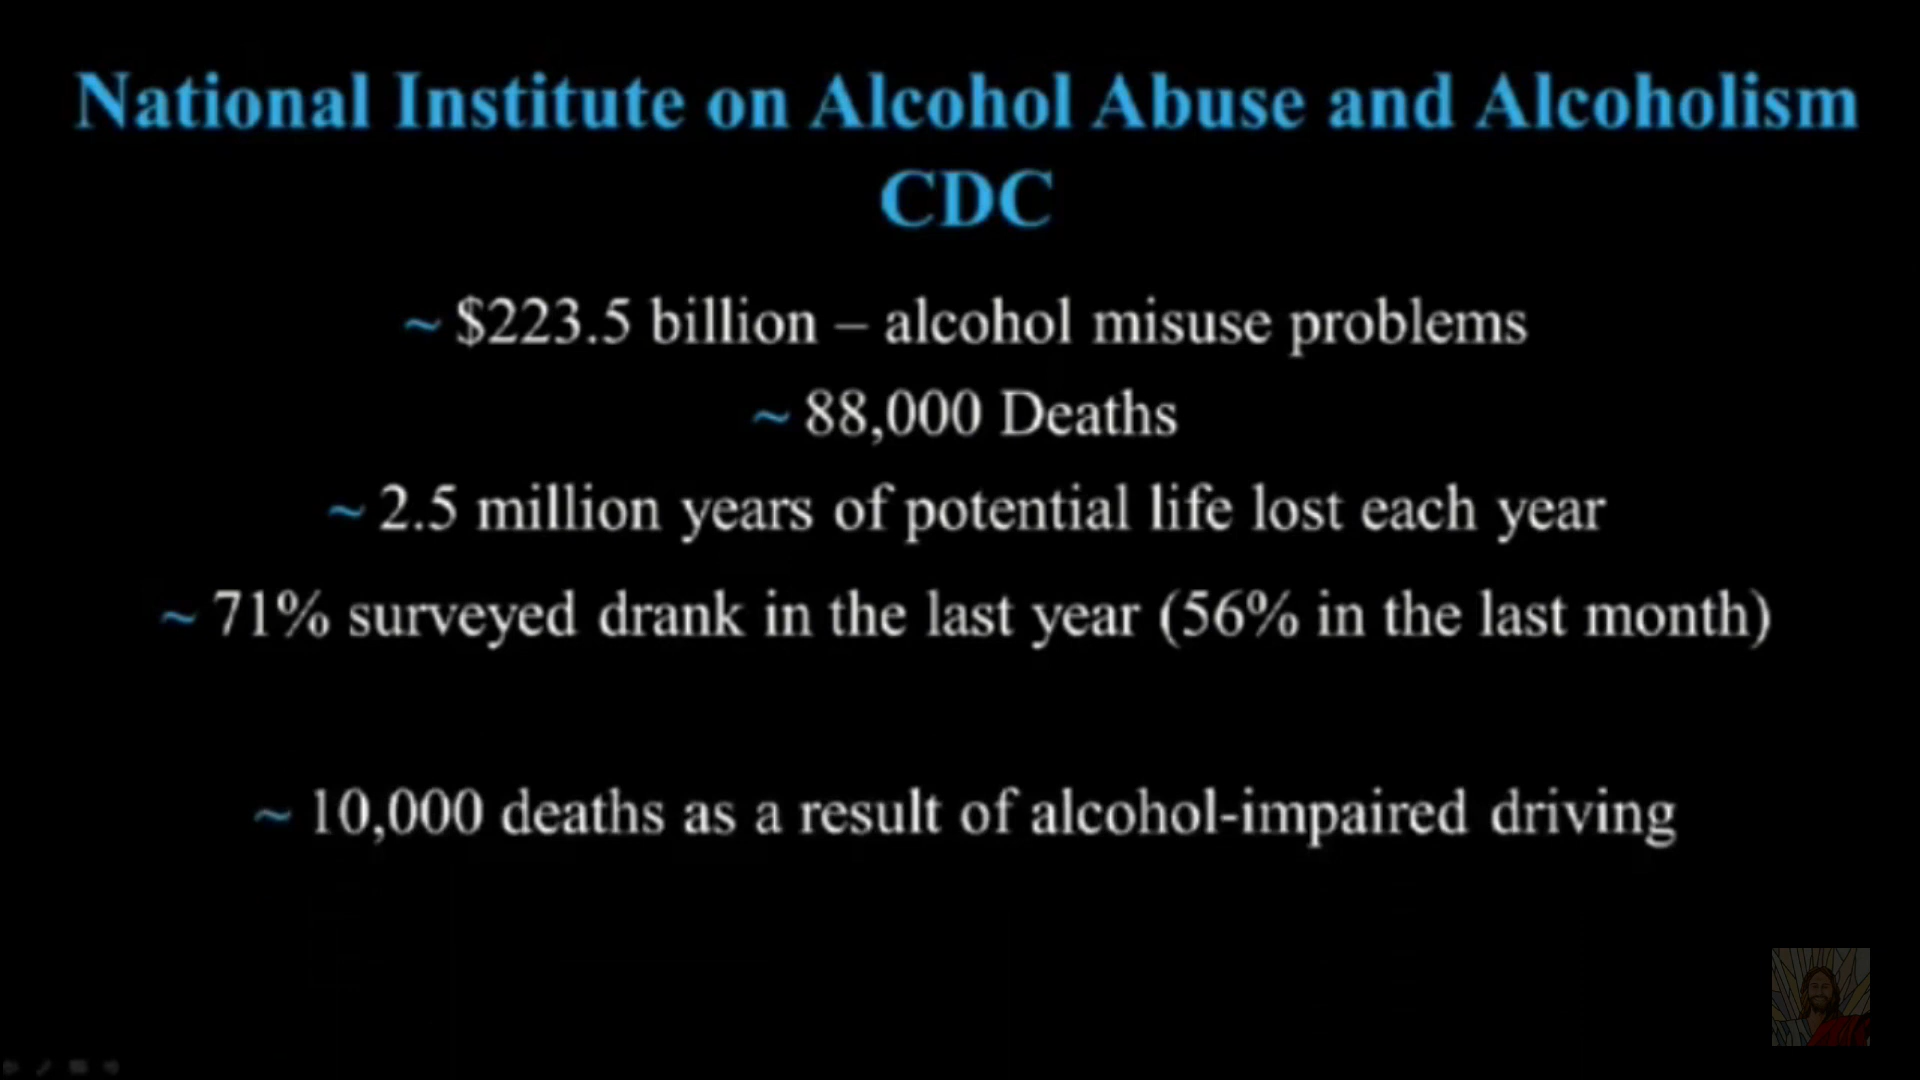 National Institute on Alcohol Abuse and Alcoholism
CDC
~ $223.5 billion – alcohol misuse problems
~ 88,000 Deaths
~ 2.5 million years of potential life lost each year
~ 71% surveyed drank in the last year (56% in the last month)
~ 10,000 deaths as a result of alcohol-impaired driving